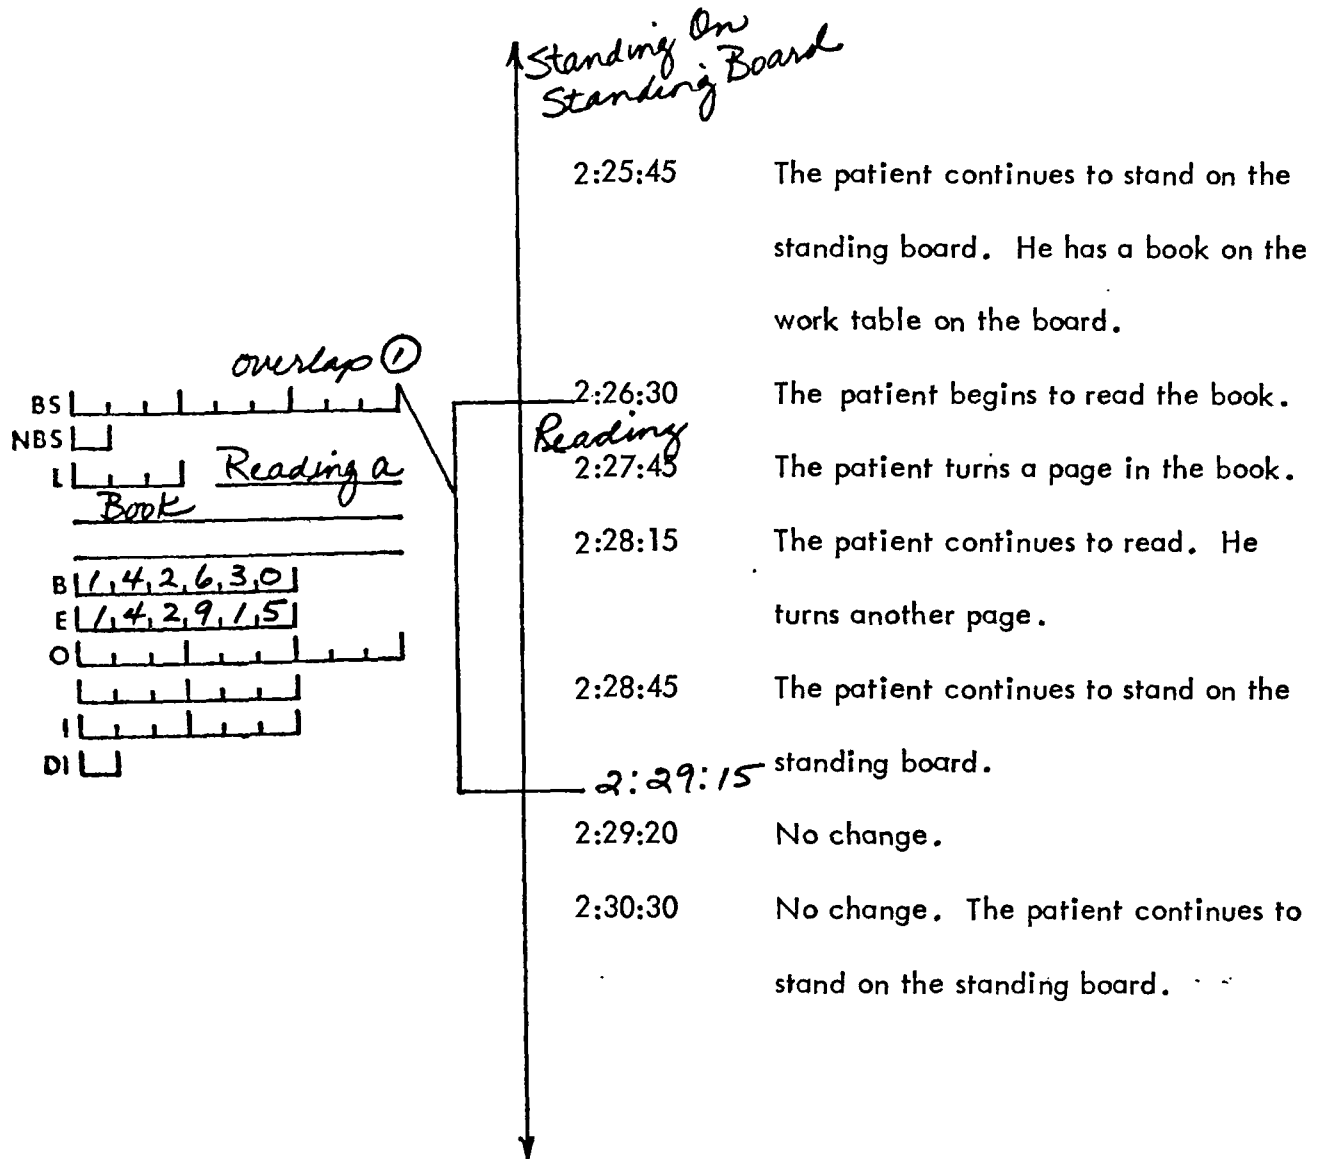 Standing On
Standing Board
2:25:45 The patient continues to stand on the
standing board. He has a book on the
work table on the board.
overlap ①
BS
2:26:30 The patient begins to read the book.
NBS
Reading
L Reading a
2:27:45 The patient turns a page in the book.
Book
2:28:15 The patient continues to read. He
B 1,4,2,6,3,0
E 1,4,2,9,1,5
turns another page.
O
2:28:45 The patient continues to stand on the
I
DI
standing board.
2:29:15
2:29:20 No change.
2:30:30 No change. The patient continues to
stand on the standing board.